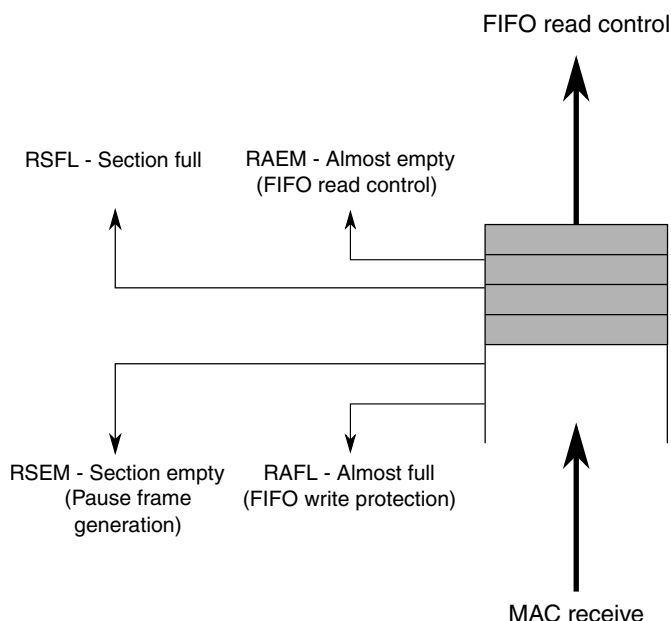 FIFO read control
RSFL - Section full
RAEM - Almost empty
(FIFO read control)
RSEM - Section empty
(Pause frame
generation)
RAFL - Almost full
(FIFO write protection)
MAC receive